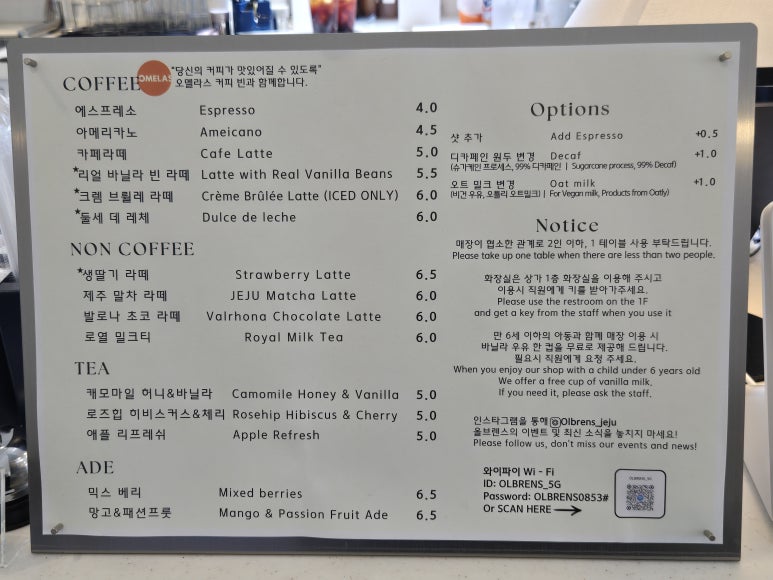 COFFEE
OMELAS
"당신의 커피가 맛있어질 수 있도록"
오멜라스 커피 빈과 함께합니다.
에스프레소 Espresso 4.0
아메리카노 Ameicano 4.5
카페라떼 Cafe Latte 5.0
*리얼 바닐라 빈 라떼 Latte with Real Vanilla Beans 5.5
*크렘 브륄레 라떼 Crème Brûlée Latte (ICED ONLY) 6.0
*둘세 데 레체 Dulce de leche 6.0
NON COFFEE
*생딸기 라떼 Strawberry Latte 6.5
제주 말차 라떼 JEJU Matcha Latte 6.0
발로나 초코 라떼 Valrhona Chocolate Latte 6.0
로열 밀크티 Royal Milk Tea 6.0
TEA
캐모마일 허니&바닐라 Camomile Honey & Vanilla 5.0
로즈힙 히비스커스&체리 Rosehip Hibiscus & Cherry 5.0
애플 리프레쉬 Apple Refresh 5.0
ADE
믹스 베리 Mixed berries 6.5
망고&패션프룻 Mango & Passion Fruit Ade 6.5
Options
샷 추가 Add Espresso +0.5
디카페인 원두 변경 Decaf +1.0
(슈가케인 프로세스, 99% 디카페인 | Sugarcane process, 99% Decaf)
오트 밀크 변경 Oat milk +1.0
(비건 우유, 오틀리 오트밀크) | For Vegan milk, Products from Oatly)
Notice
매장이 협소한 관계로 2인 이하, 1 테이블 사용 부탁드립니다.
Please take up one table when there are less than two people.
화장실은 상가 1층 화장실을 이용해 주시고
이용시 직원에게 키를 받아가주세요.
Please use the restroom on the 1F
and get a key from the staff when you use it
만 6세 이하의 아동과 함께 매장 이용 시
바닐라 우유 한 컵을 무료로 제공해 드립니다.
필요시 직원에게 요청 주세요.
When you enjoy our shop with a child under 6 years old
We offer a free cup of vanilla milk,
If you need it, please ask the staff.
인스타그램을 통해 @Olbrens_jeju
올브렌스의 이벤트 및 최신 소식을 놓치지 마세요!
Please follow us, don't miss our events and news!
와이파이 Wi - Fi
ID: OLBRENS_5G
Password: OLBRENS0853#
Or SCAN HERE
OLBRENS_5G